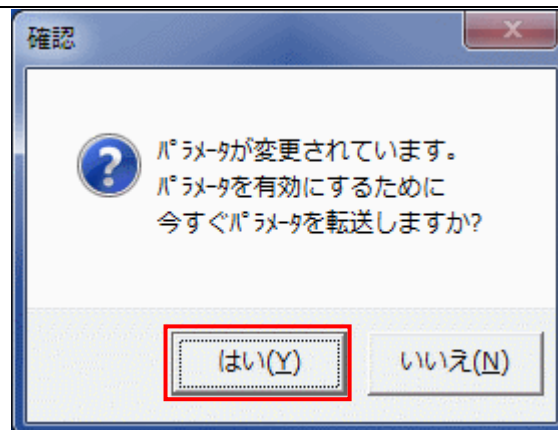 確認
ﾊﾟﾗﾒｰﾀが変更されています。
ﾊﾟﾗﾒｰﾀを有効にするために
今すぐﾊﾟﾗﾒｰﾀを転送しますか?
はい(Y)
いいえ(N)